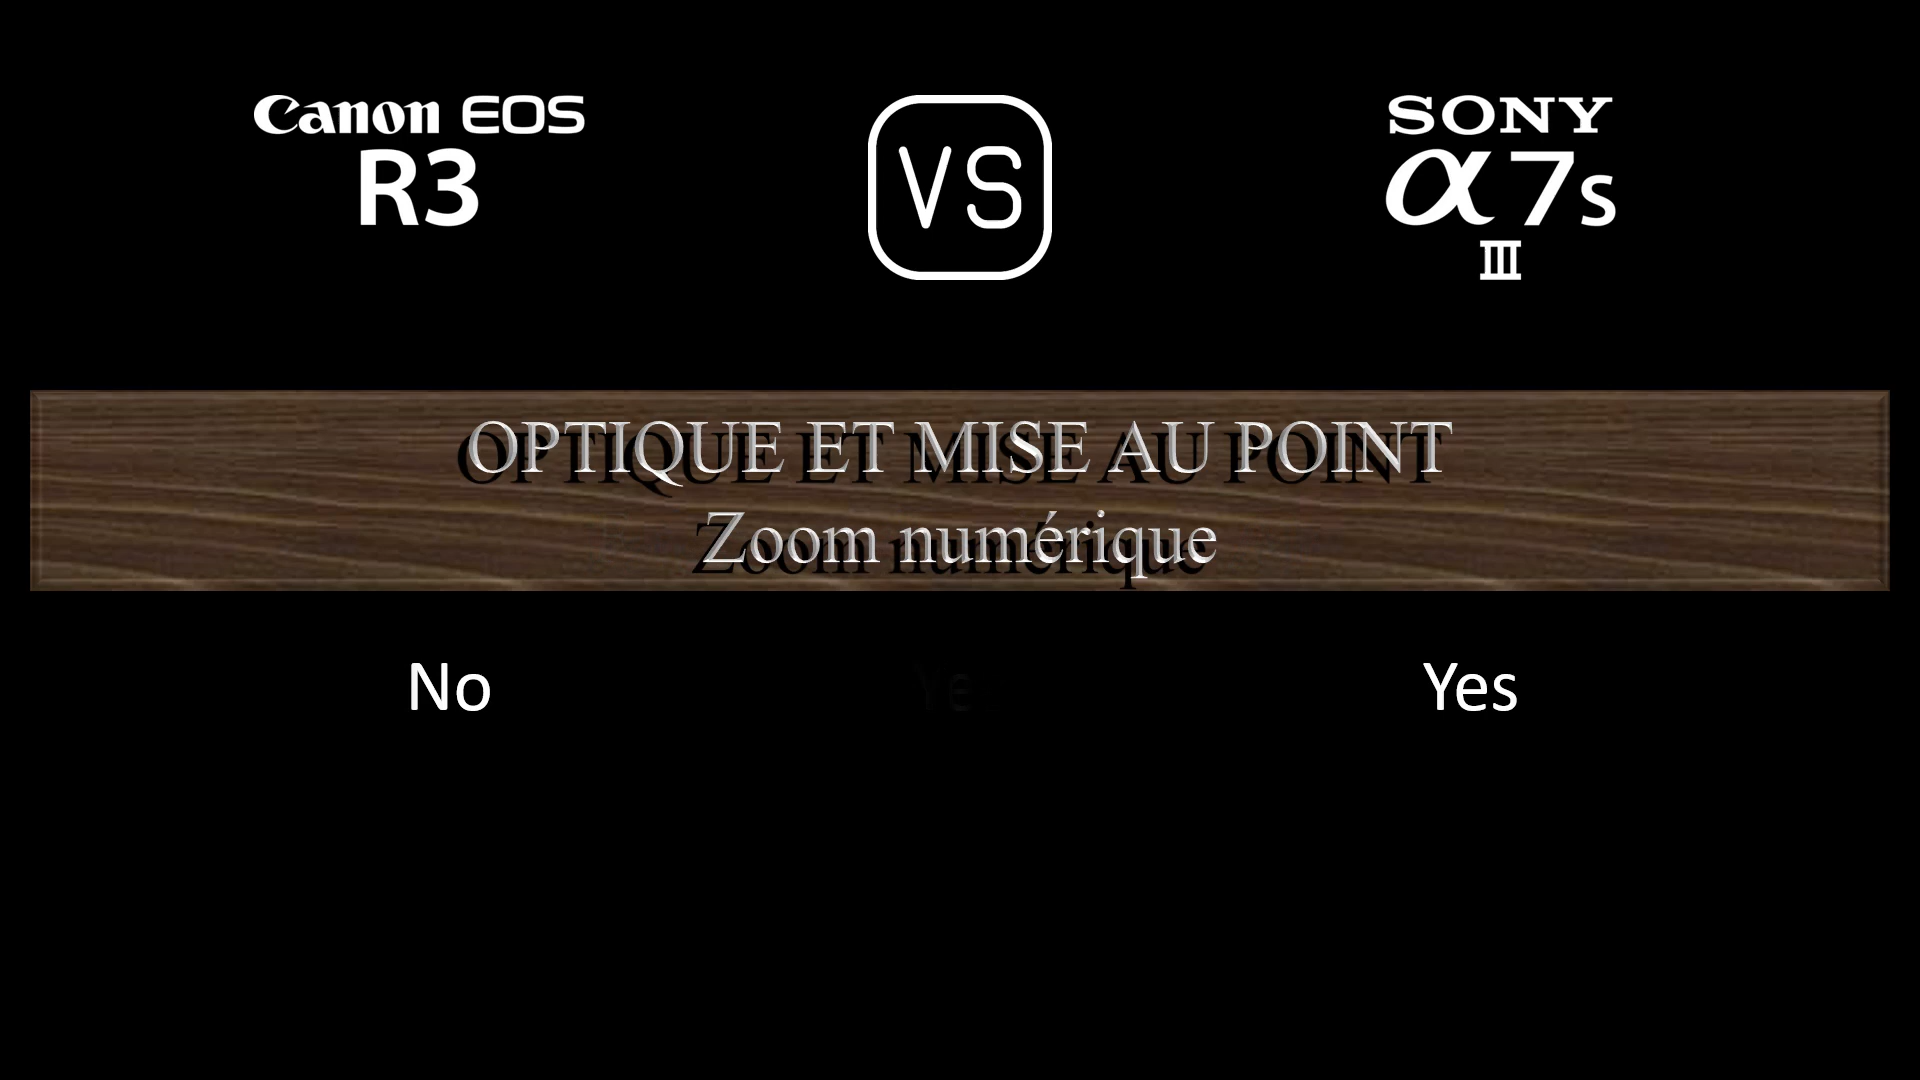 Canon EOS
R3
VS
SONY
α7s
III
OPTIQUE ET MISE AU POINT
Zoom numérique
No
Yes